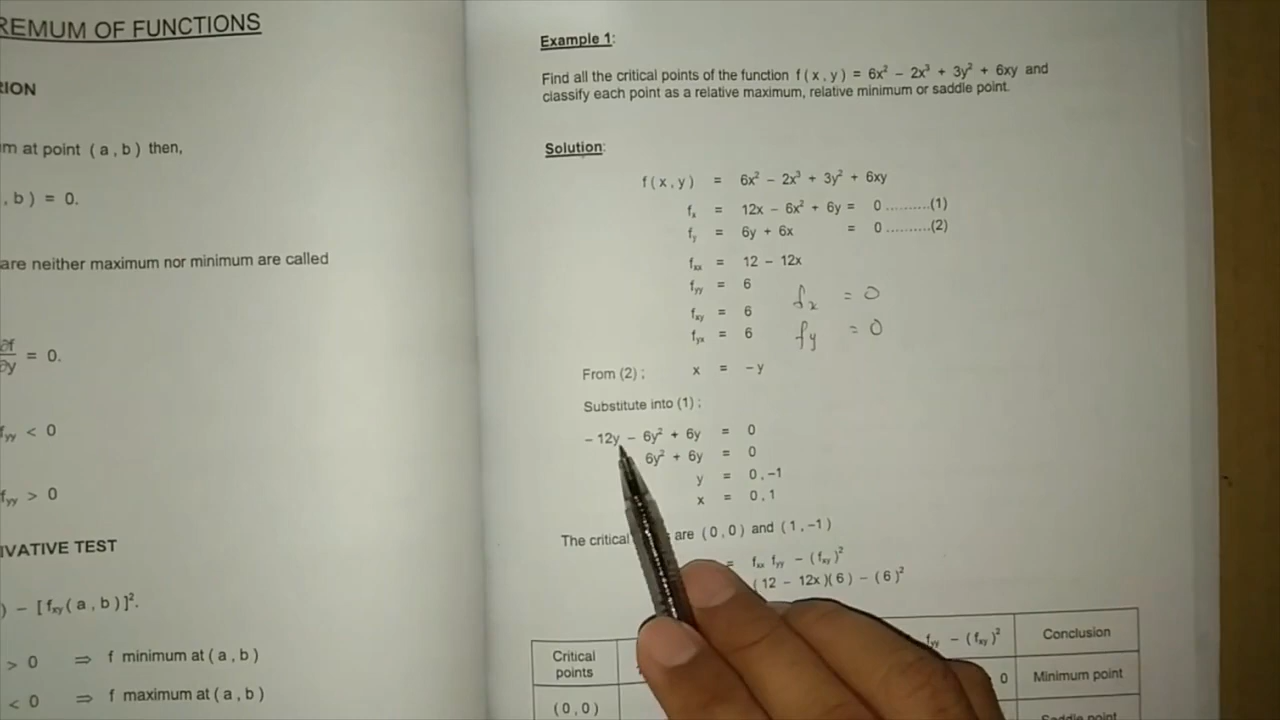 REMUM OF FUNCTIONS
RION
m at point ( a , b ) then,
, b ) = 0.
are neither maximum nor minimum are called
∂f/∂y = 0.
fyy < 0
fyy > 0
IVATIVE TEST
) − [ fxy ( a , b ) ]².
> 0 ⇒ f minimum at ( a , b )
< 0 ⇒ f maximum at ( a , b )
Example 1:
Find all the critical points of the function f ( x , y ) = 6x² − 2x³ + 3y² + 6xy and
classify each point as a relative maximum, relative minimum or saddle point.
Solution:
f ( x , y ) = 6x² − 2x³ + 3y² + 6xy
fx = 12x − 6x² + 6y = 0 ..........(1)
fy = 6y + 6x = 0 ..........(2)
fxx = 12 − 12x
fyy = 6
fx = 0
fxy = 6
fyx = 6
fy = 0
From (2) ; x = − y
Substitute into (1) ;
− 12y − 6y² + 6y = 0
6y² + 6y = 0
y = 0 , −1
x = 0 , 1
The critical are ( 0 , 0 ) and ( 1 , −1 )
= fxx fyy − ( fxy )²
( 12 − 12x )( 6 ) − ( 6 )²
Critical points fyy − ( fxy )² Conclusion
( 0 , 0 ) 0 Minimum point
Saddle point